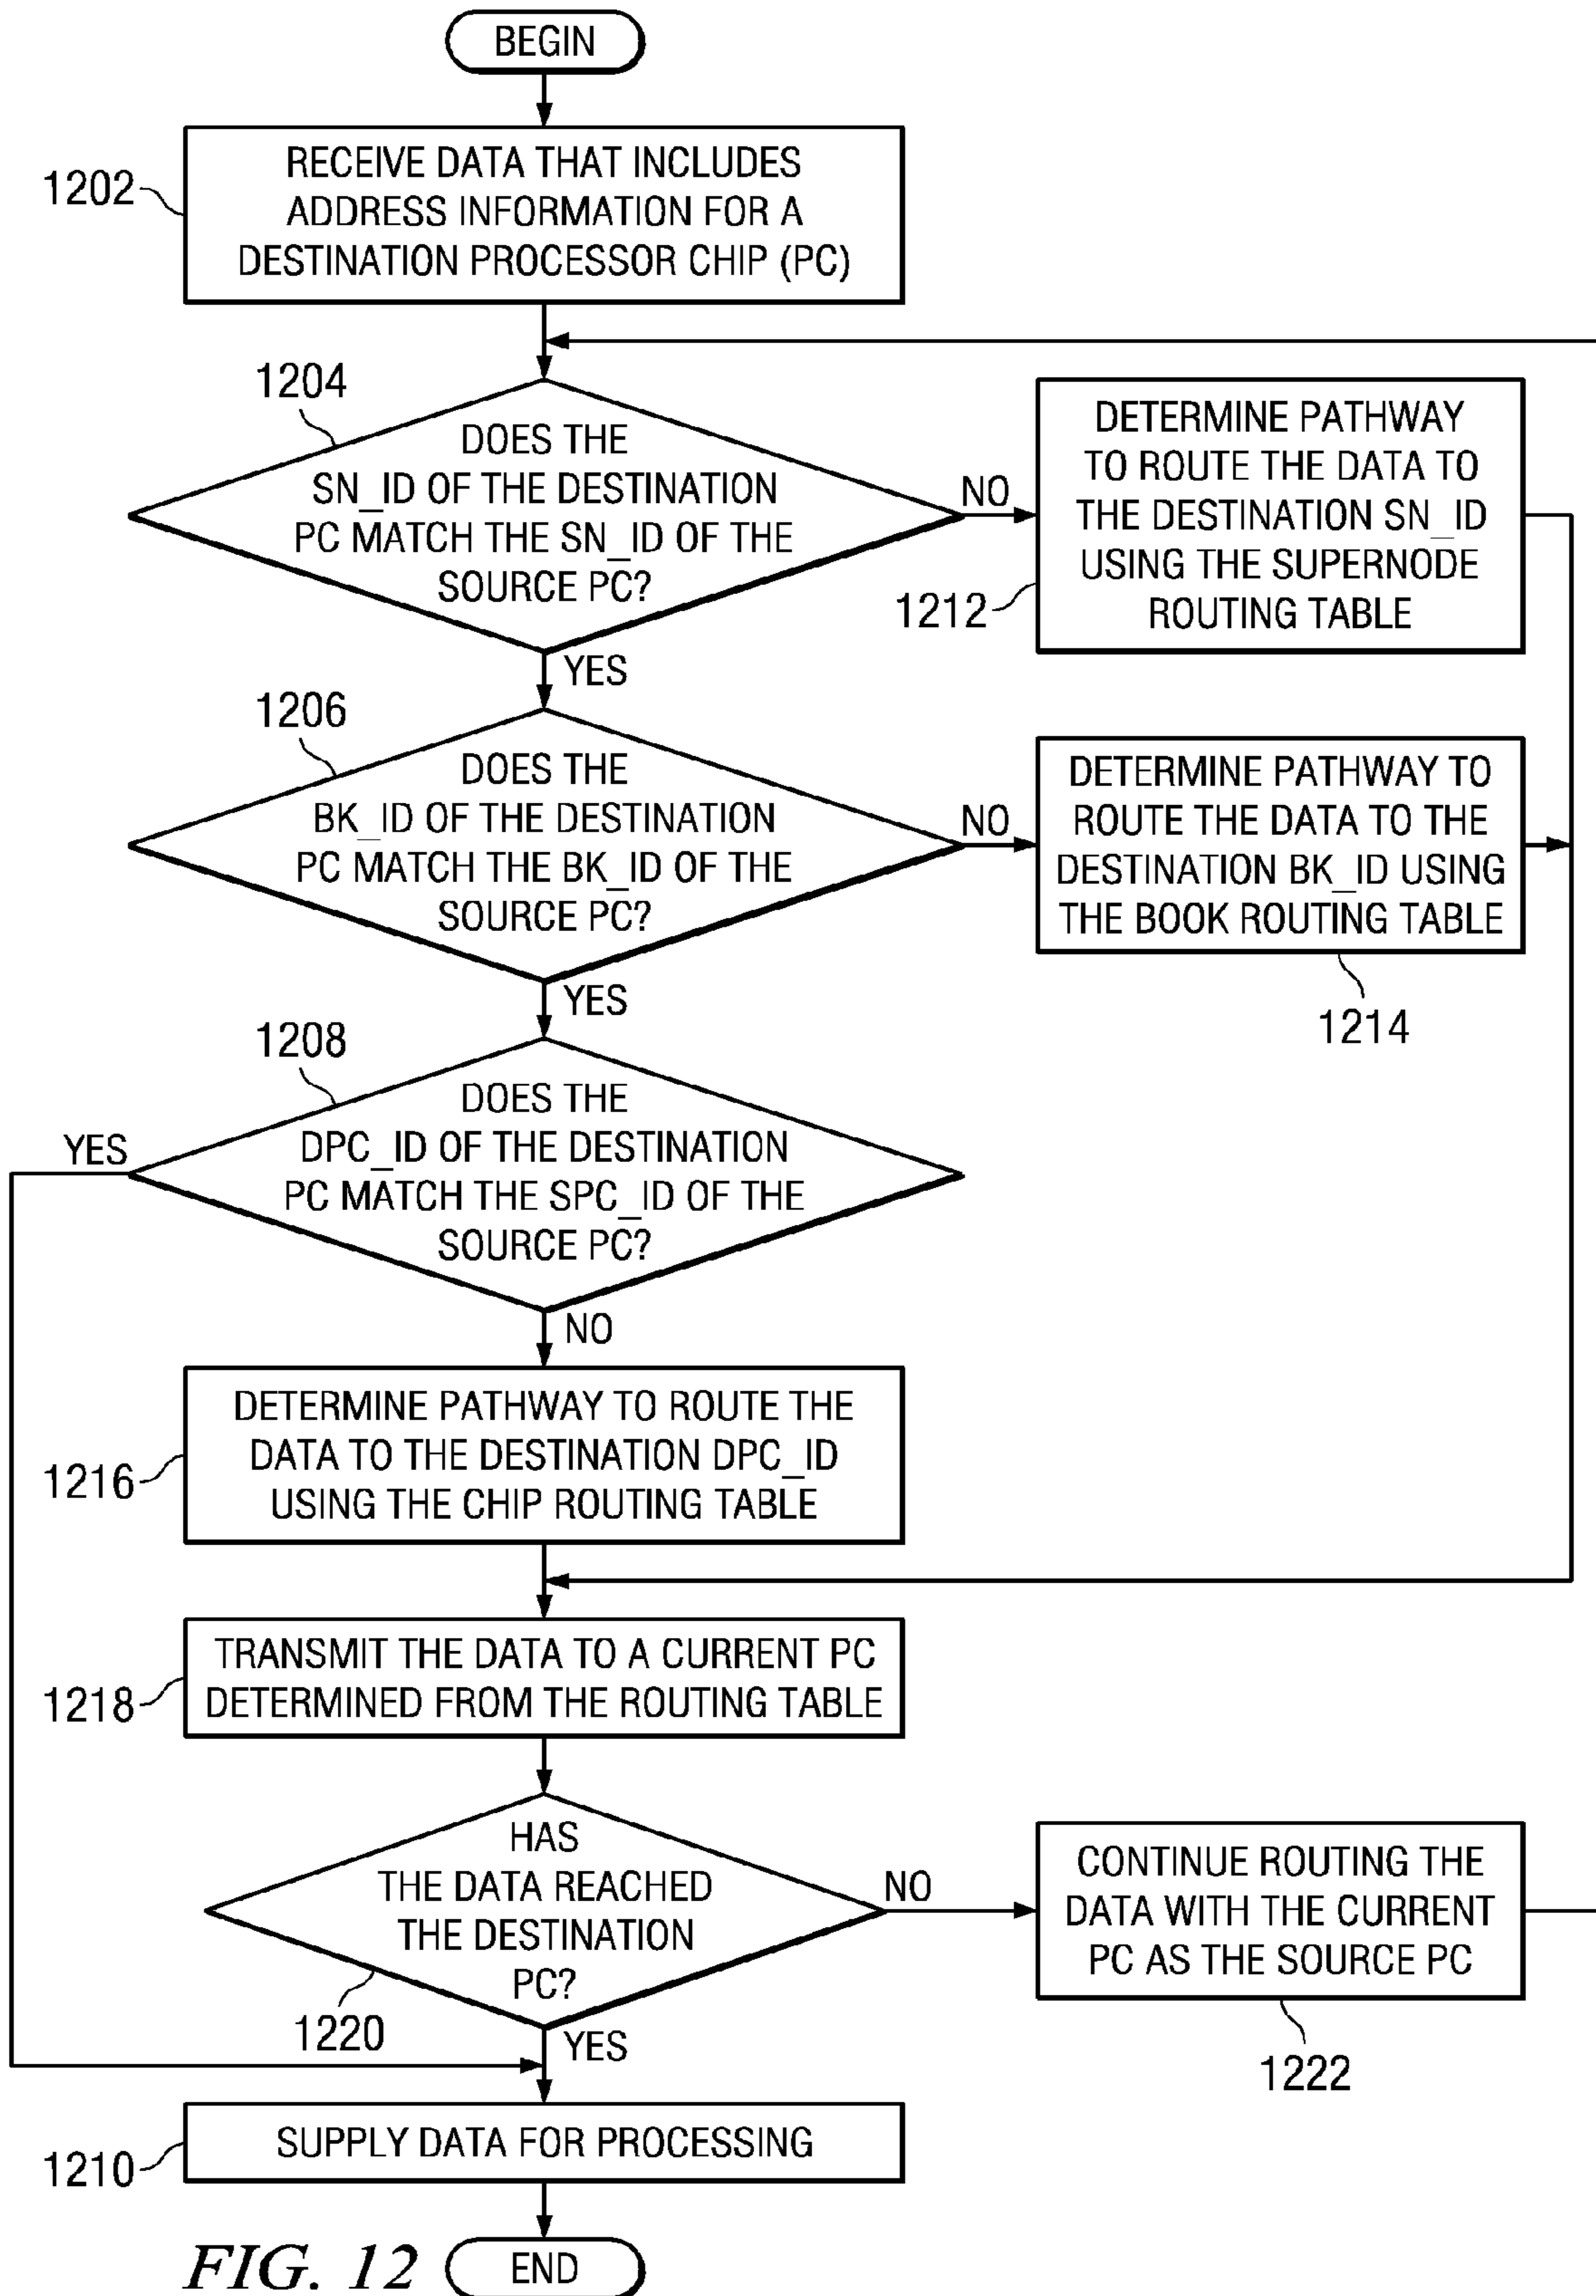 BEGIN
RECEIVE DATA THAT INCLUDES
ADDRESS INFORMATION FOR A
DESTINATION PROCESSOR CHIP (PC)
1202
1204
DOES THE
SN_ID OF THE DESTINATION
PC MATCH THE SN_ID OF THE
SOURCE PC?
NO
YES
DETERMINE PATHWAY
TO ROUTE THE DATA TO
THE DESTINATION SN_ID
USING THE SUPERNODE
ROUTING TABLE
1212
1206
DOES THE
BK_ID OF THE DESTINATION
PC MATCH THE BK_ID OF THE
SOURCE PC?
NO
YES
DETERMINE PATHWAY TO
ROUTE THE DATA TO THE
DESTINATION BK_ID USING
THE BOOK ROUTING TABLE
1214
1208
DOES THE
DPC_ID OF THE DESTINATION
PC MATCH THE SPC_ID OF THE
SOURCE PC?
YES
NO
DETERMINE PATHWAY TO ROUTE THE
DATA TO THE DESTINATION DPC_ID
USING THE CHIP ROUTING TABLE
1216
TRANSMIT THE DATA TO A CURRENT PC
DETERMINED FROM THE ROUTING TABLE
1218
HAS
THE DATA REACHED
THE DESTINATION
PC?
1220
NO
YES
CONTINUE ROUTING THE
DATA WITH THE CURRENT
PC AS THE SOURCE PC
1222
SUPPLY DATA FOR PROCESSING
1210
FIG. 12
END